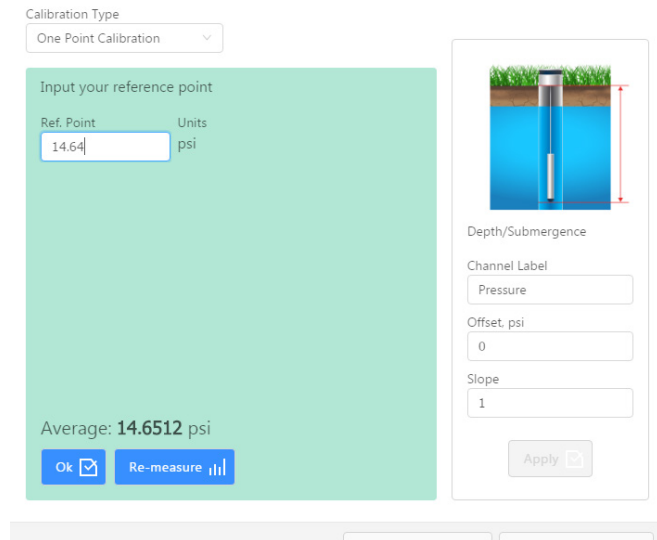 Calibration Type
One Point Calibration
Input your reference point
Ref. Point Units
14.64 psi
Average: 14.6512 psi
Ok Re-measure
Depth/Submergence
Channel Label
Pressure
Offset, psi
0
Slope
1
Apply